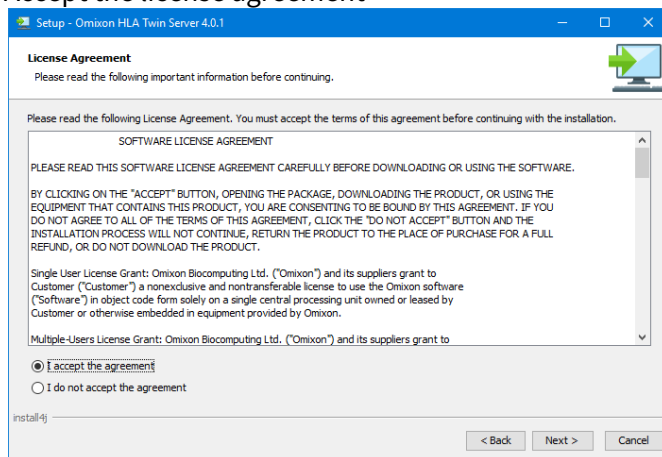 Accept the license agreement
Setup - Omixon HLA Twin Server 4.0.1
License Agreement
Please read the following important information before continuing.
Please read the following License Agreement. You must accept the terms of this agreement before continuing with the installation.
SOFTWARE LICENSE AGREEMENT
PLEASE READ THIS SOFTWARE LICENSE AGREEMENT CAREFULLY BEFORE DOWNLOADING OR USING THE SOFTWARE.
BY CLICKING ON THE "ACCEPT" BUTTON, OPENING THE PACKAGE, DOWNLOADING THE PRODUCT, OR USING THE
EQUIPMENT THAT CONTAINS THIS PRODUCT, YOU ARE CONSENTING TO BE BOUND BY THIS AGREEMENT. IF YOU
DO NOT AGREE TO ALL OF THE TERMS OF THIS AGREEMENT, CLICK THE "DO NOT ACCEPT" BUTTON AND THE
INSTALLATION PROCESS WILL NOT CONTINUE, RETURN THE PRODUCT TO THE PLACE OF PURCHASE FOR A FULL
REFUND, OR DO NOT DOWNLOAD THE PRODUCT.
Single User License Grant: Omixon Biocomputing Ltd. ("Omixon") and its suppliers grant to
Customer ("Customer") a nonexclusive and nontransferable license to use the Omixon software
("Software") in object code form solely on a single central processing unit owned or leased by
Customer or otherwise embedded in equipment provided by Omixon.
Multiple-Users License Grant: Omixon Biocomputing Ltd. ("Omixon") and its suppliers grant to
I accept the agreement
I do not accept the agreement
install4j
< Back Next > Cancel